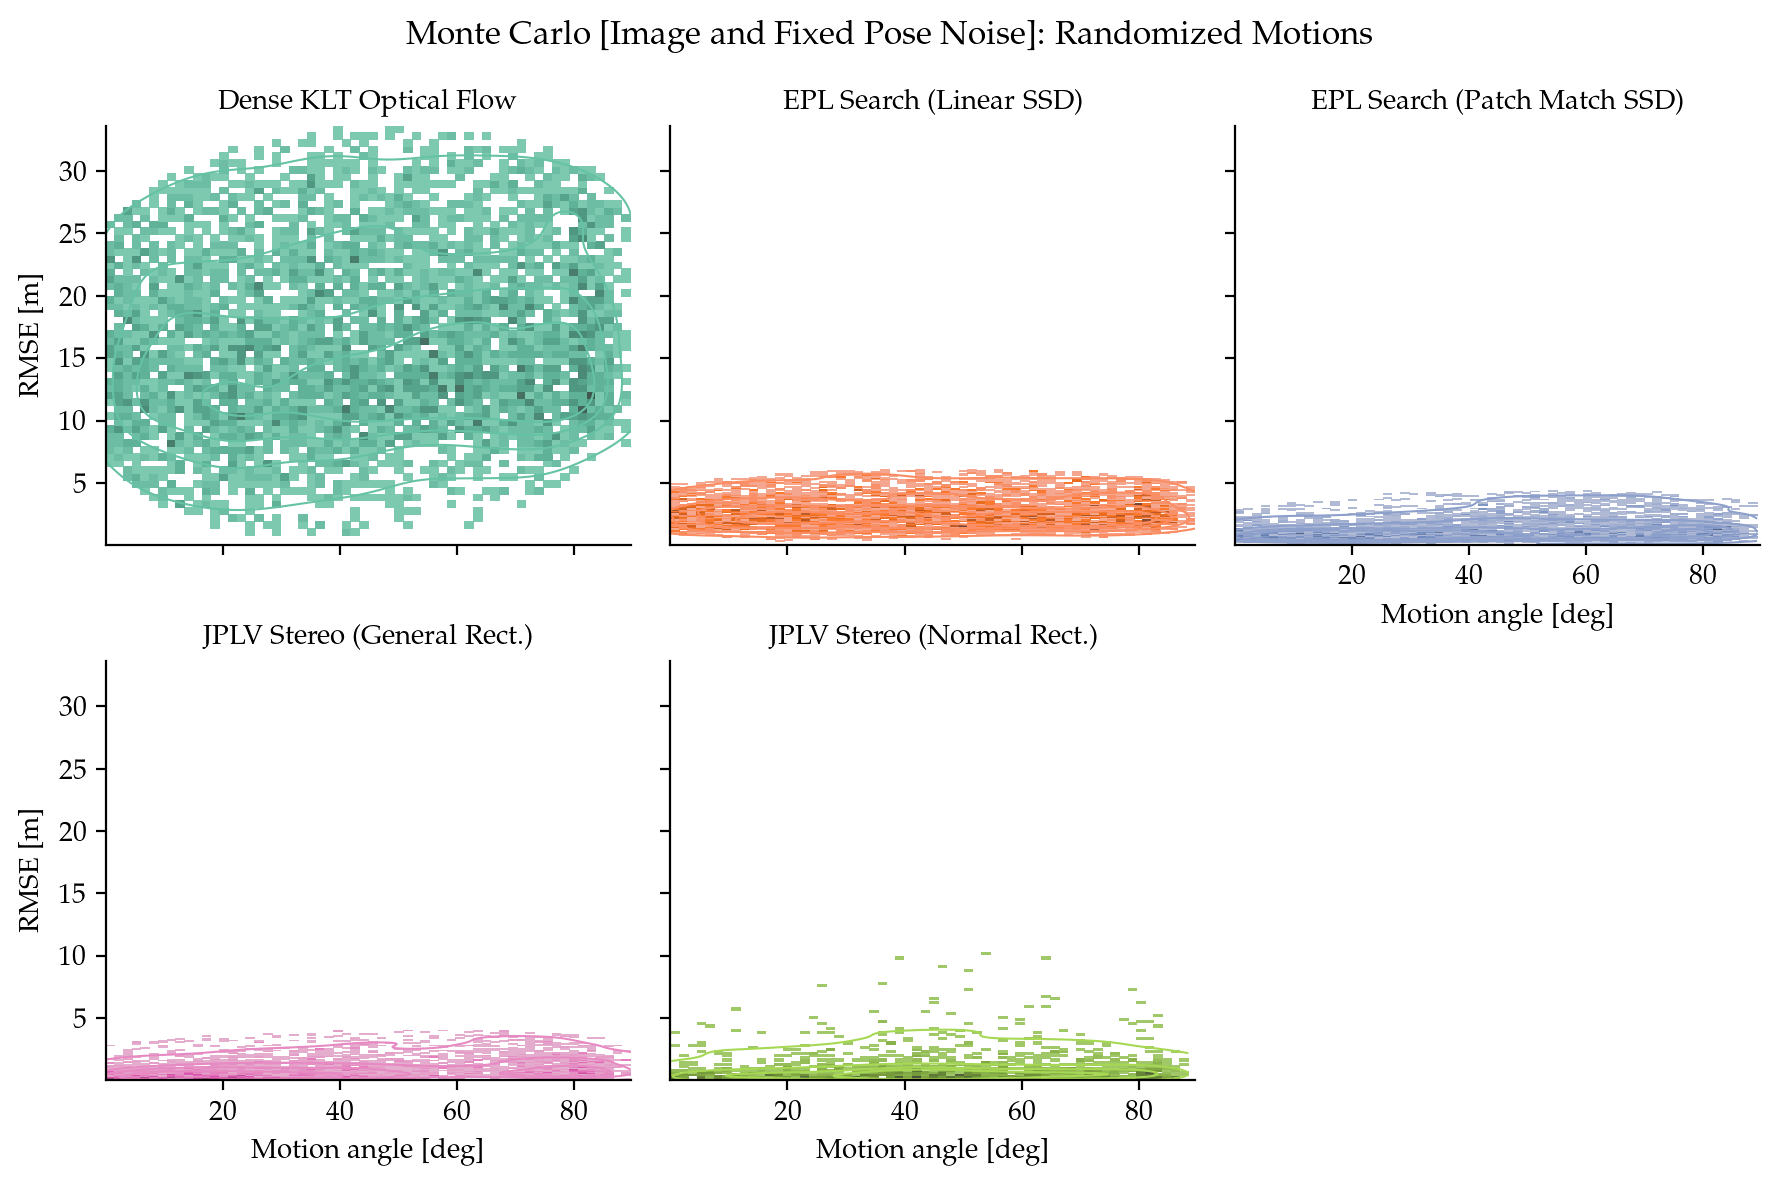 Monte Carlo [Image and Fixed Pose Noise]: Randomized Motions
Dense KLT Optical Flow
EPL Search (Linear SSD)
EPL Search (Patch Match SSD)
RMSE [m]
30
25
20
15
10
5
20 40 60 80
Motion angle [deg]
JPLV Stereo (General Rect.)
JPLV Stereo (Normal Rect.)
RMSE [m]
30
25
20
15
10
5
20 40 60 80
Motion angle [deg]
20 40 60 80
Motion angle [deg]